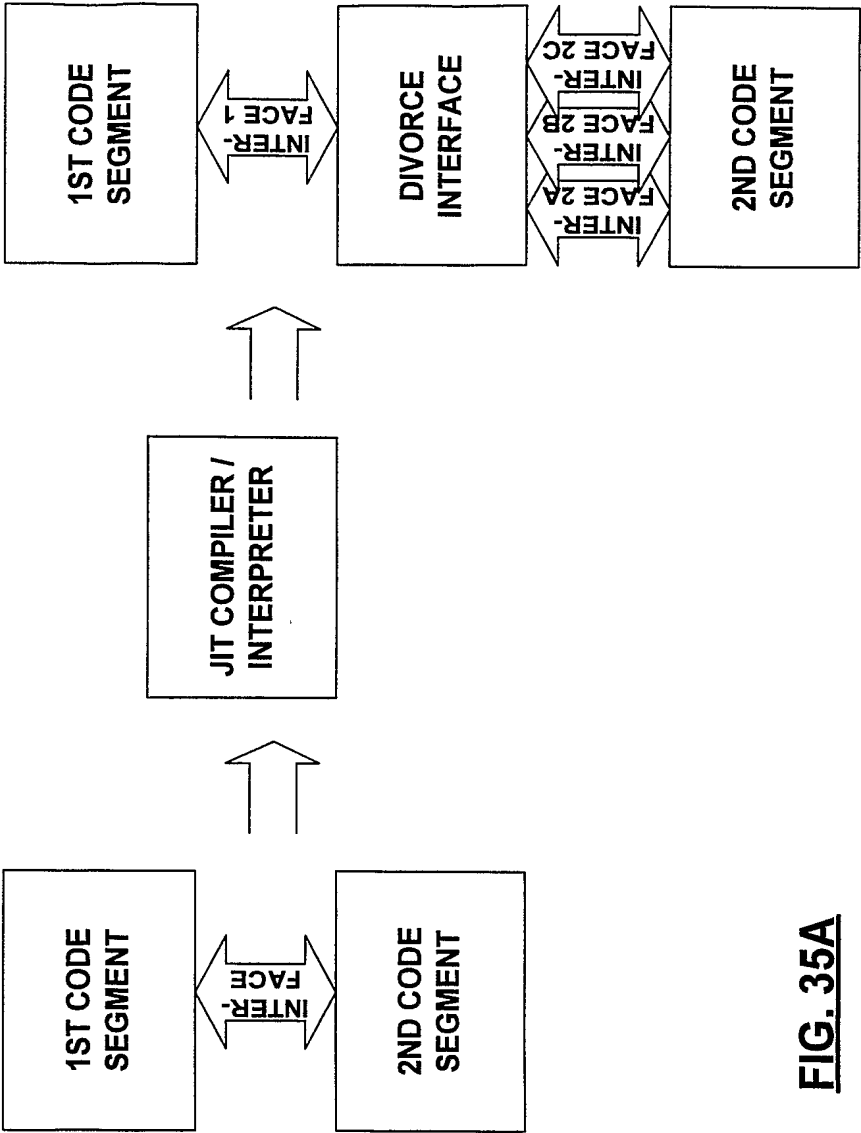 1ST CODE
SEGMENT
INTER-
FACE
2ND CODE
SEGMENT
JIT COMPILER /
INTERPRETER
1ST CODE
SEGMENT
INTER-
FACE 1
DIVORCE
INTERFACE
INTER-
FACE 2A
INTER-
FACE 2B
INTER-
FACE 2C
2ND CODE
SEGMENT
FIG. 35A